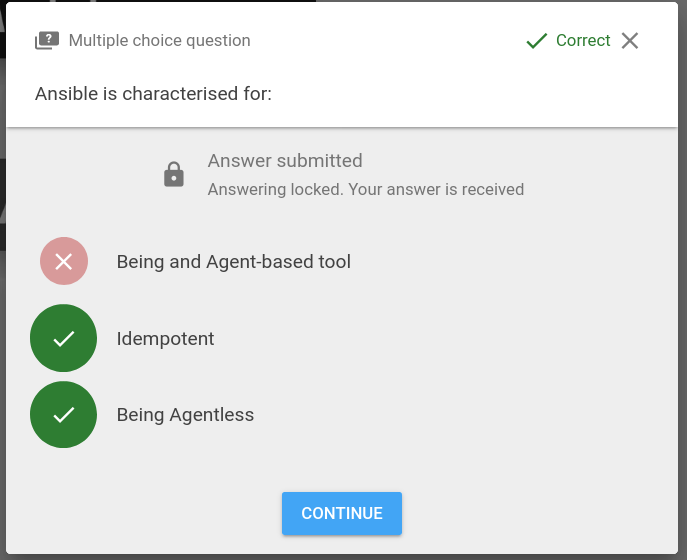 Multiple choice question
Correct
Ansible is characterised for:
Answer submitted
Answering locked. Your answer is received
Being and Agent-based tool
Idempotent
Being Agentless
CONTINUE